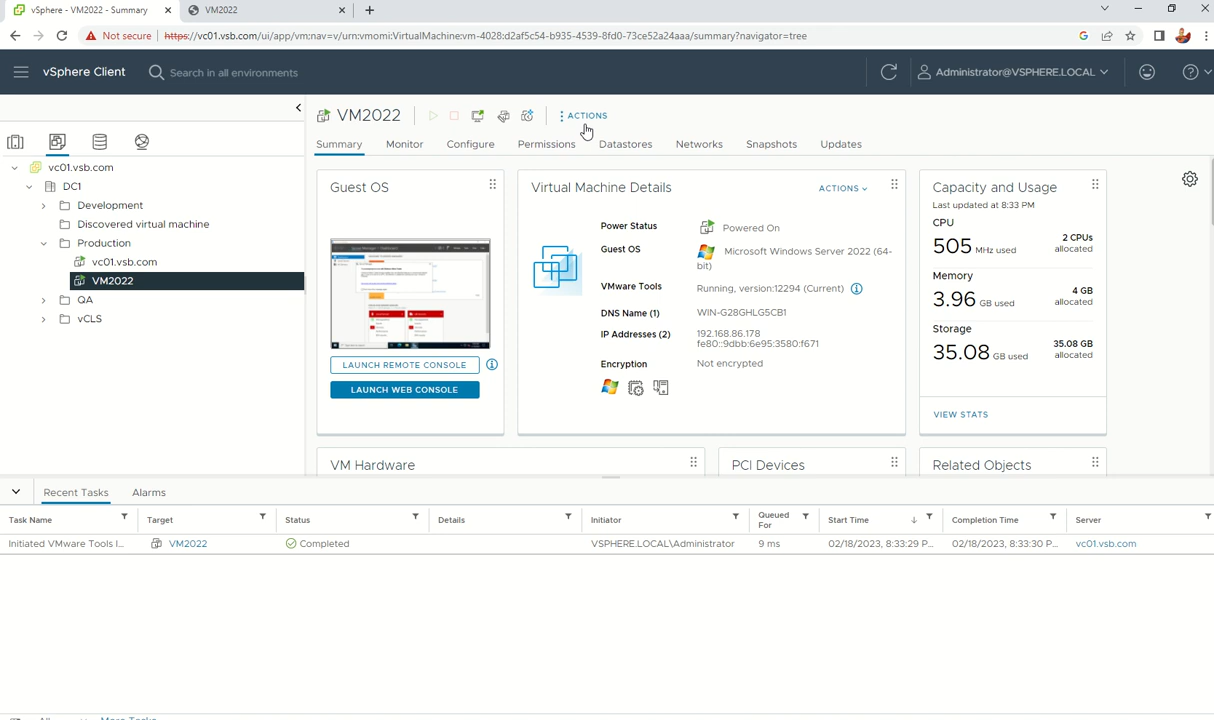 vSphere - VM2022 - Summary
VM2022
Not secure
https://vc01.vsb.com/ui/app/vm;nav=v/urn:vmomi:VirtualMachine:vm-4028:d2af5c54-b935-4539-8fd0-73ce52a24aaa/summary?navigator=tree
vSphere Client
Search in all environments
Administrator@VSPHERE.LOCAL
VM2022
ACTIONS
Summary
Monitor
Configure
Permissions
Datastores
Networks
Snapshots
Updates
vc01.vsb.com
DC1
Development
Discovered virtual machine
Production
vc01.vsb.com
VM2022
QA
vCLS
Guest OS
LAUNCH REMOTE CONSOLE
LAUNCH WEB CONSOLE
Virtual Machine Details
ACTIONS
Power Status
Powered On
Guest OS
Microsoft Windows Server 2022 (64-
bit)
VMware Tools
Running, version:12294 (Current)
DNS Name (1)
WIN-G28GHLG5CB1
IP Addresses (2)
192.168.86.178
fe80::9dbb:6e95:3580:f671
Encryption
Not encrypted
Capacity and Usage
Last updated at 8:33 PM
CPU
505 MHz used
2 CPUs
allocated
Memory
3.96 GB used
4 GB
allocated
Storage
35.08 GB used
35.08 GB
allocated
VIEW STATS
VM Hardware
PCI Devices
Related Objects
Recent Tasks
Alarms
Task Name
Target
Status
Details
Initiator
Queued
For
Start Time
Completion Time
Server
Initiated VMware Tools I...
VM2022
Completed
VSPHERE.LOCAL\Administrator
9 ms
02/18/2023, 8:33:29 P...
02/18/2023, 8:33:30 P...
vc01.vsb.com
More Tasks